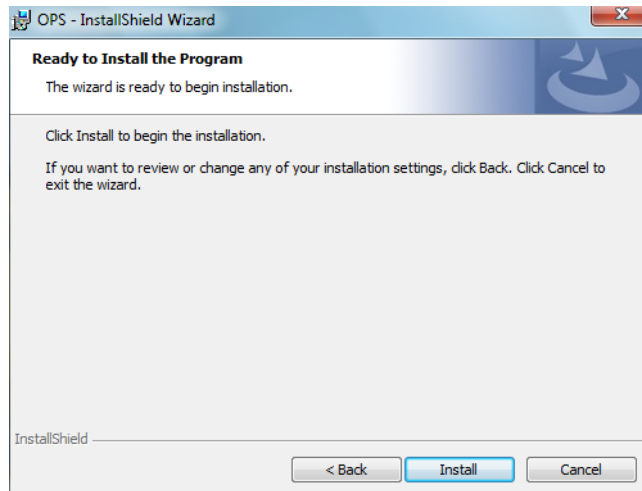 OPS - InstallShield Wizard
Ready to Install the Program
The wizard is ready to begin installation.
Click Install to begin the installation.
If you want to review or change any of your installation settings, click Back. Click Cancel to
exit the wizard.
InstallShield
< Back
Install
Cancel